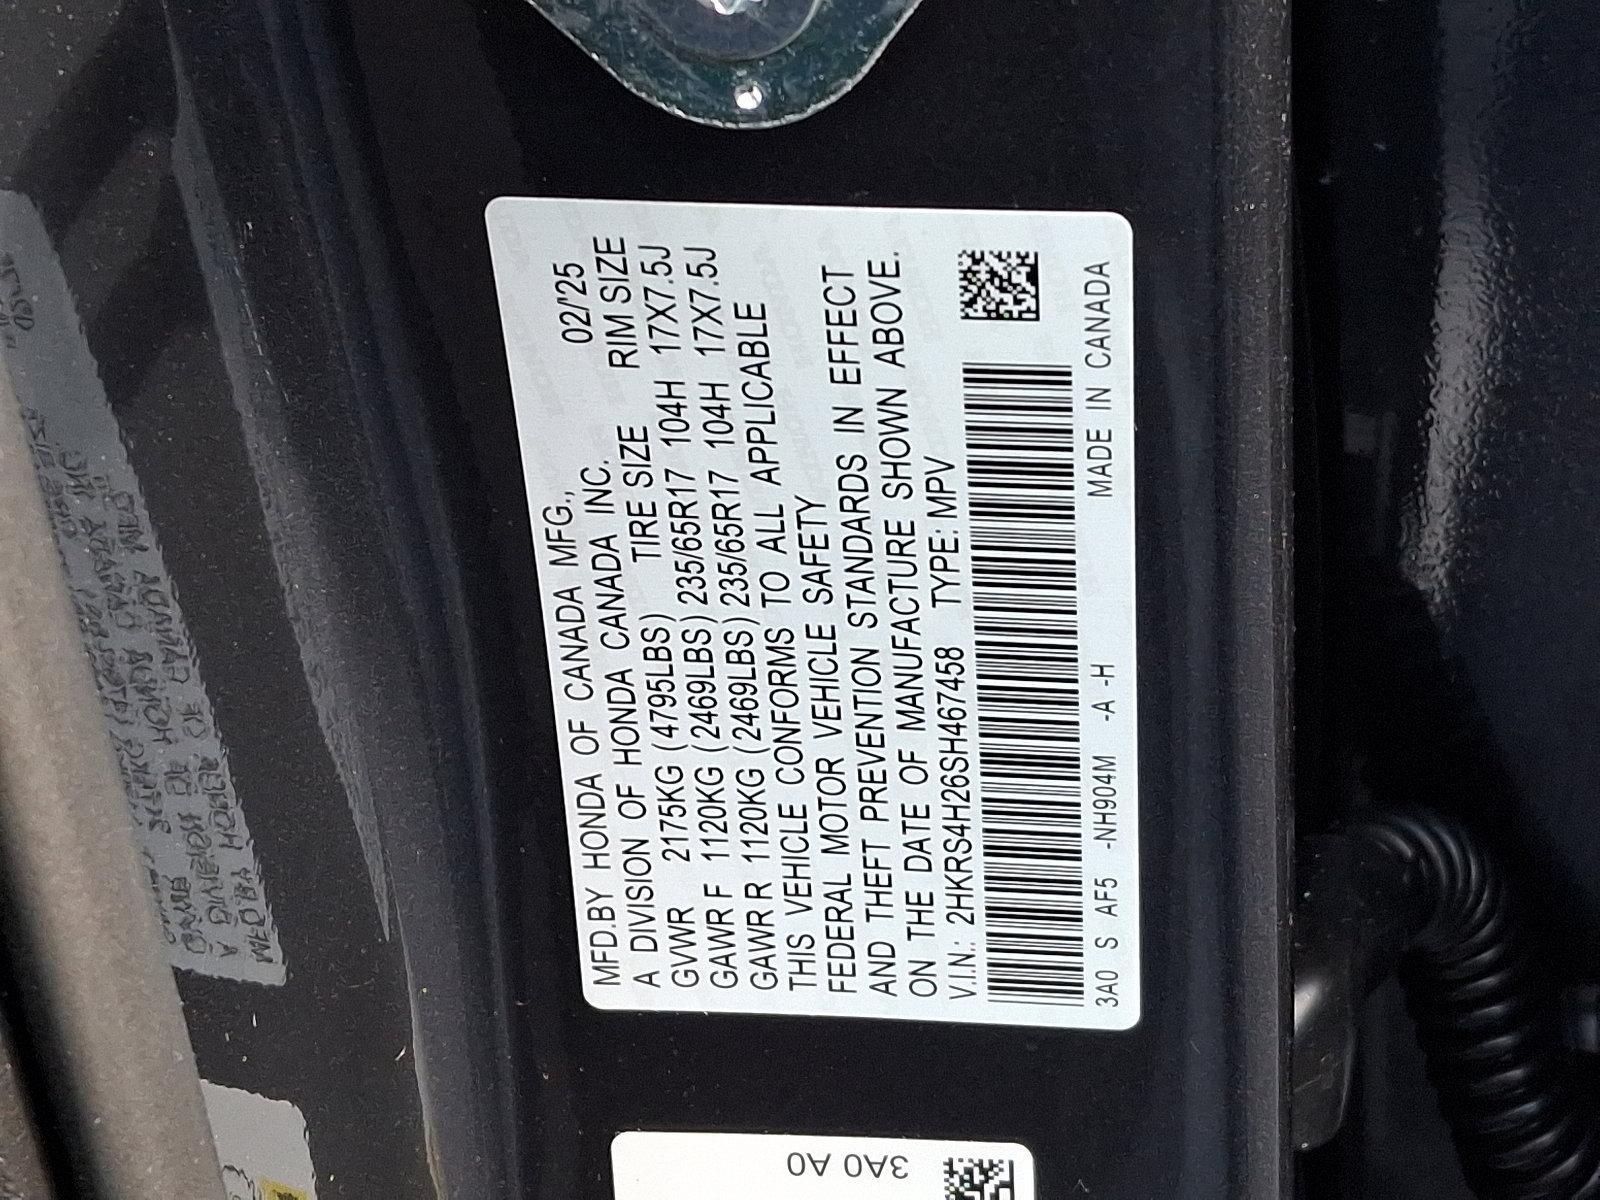 MFD.BY HONDA OF CANADA MFG., 02/'25
A DIVISION OF HONDA CANADA INC.
TIRE SIZE RIM SIZE
GVWR 2175KG (4795LBS)
GAWR F 1120KG (2469LBS) 235/65R17 104H 17X7.5J
GAWR R 1120KG (2469LBS) 235/65R17 104H 17X7.5J
THIS VEHICLE CONFORMS TO ALL APPLICABLE
FEDERAL MOTOR VEHICLE SAFETY
AND THEFT PREVENTION STANDARDS IN EFFECT
ON THE DATE OF MANUFACTURE SHOWN ABOVE.
V.I.N.: 2HKRS4H26SH467458 TYPE: MPV
3A0 S AF5 -NH904M -A -H MADE IN CANADA
3A0 A0